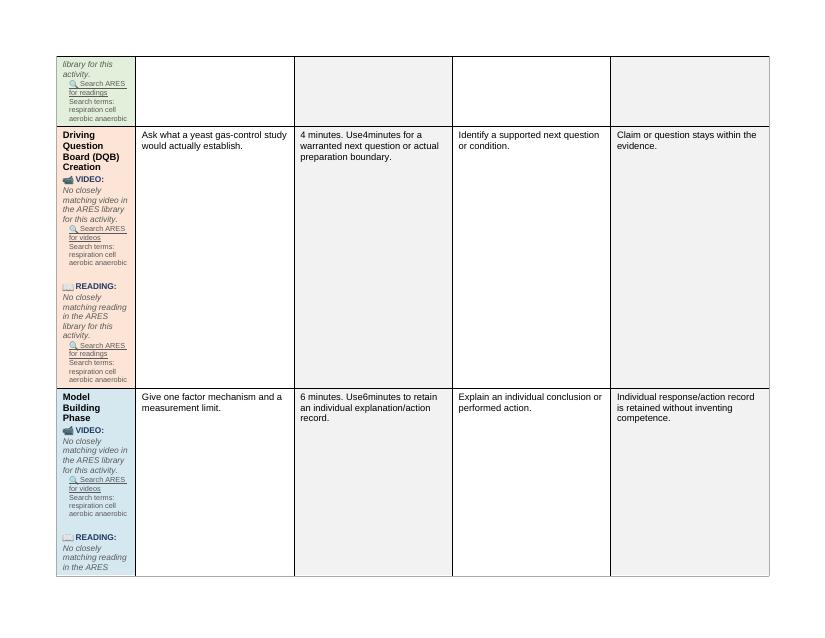 library for this
activity.
🔍 Search ARES
for readings
Search terms:
respiration cell
aerobic anaerobic
Driving
Question
Board (DQB)
Creation
📹 VIDEO:
No closely
matching video in
the ARES library
for this activity.
🔍 Search ARES
for videos
Search terms:
respiration cell
aerobic anaerobic
📖 READING:
No closely
matching reading
in the ARES
library for this
activity.
🔍 Search ARES
for readings
Search terms:
respiration cell
aerobic anaerobic
Ask what a yeast gas-control study
would actually establish.
4 minutes. Use4minutes for a
warranted next question or actual
preparation boundary.
Identify a supported next question
or condition.
Claim or question stays within the
evidence.
Model
Building
Phase
📹 VIDEO:
No closely
matching video in
the ARES library
for this activity.
🔍 Search ARES
for videos
Search terms:
respiration cell
aerobic anaerobic
📖 READING:
No closely
matching reading
in the ARES
Give one factor mechanism and a
measurement limit.
6 minutes. Use6minutes to retain
an individual explanation/action
record.
Explain an individual conclusion or
performed action.
Individual response/action record
is retained without inventing
competence.